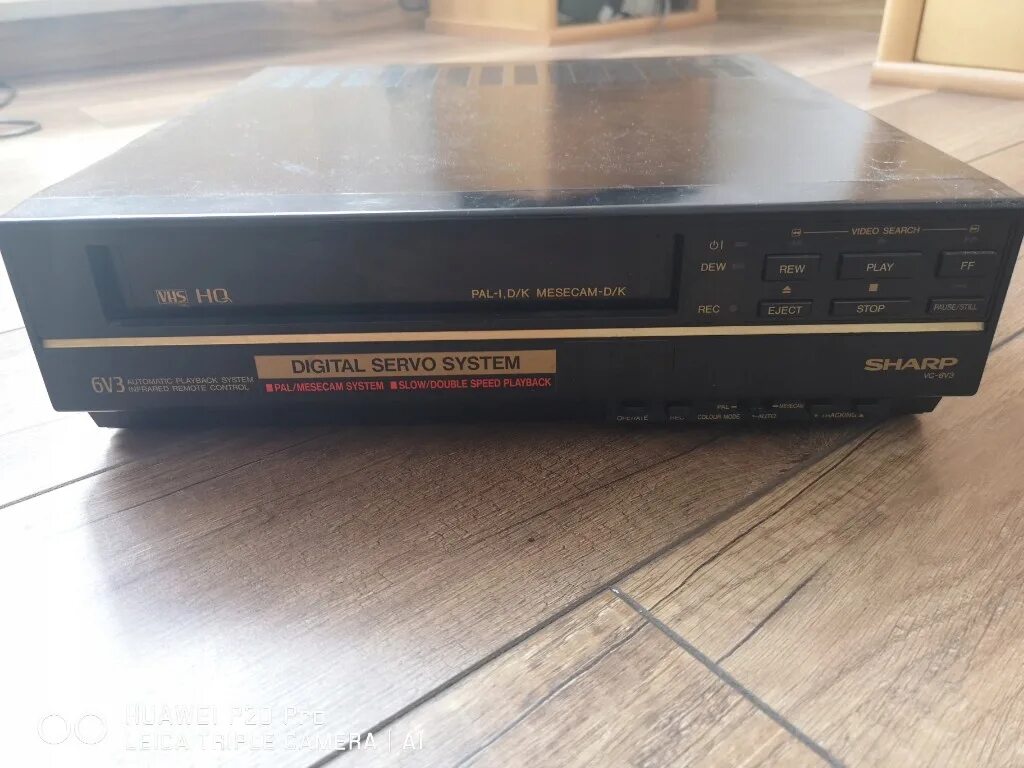 VIDEO SEARCH
DEW
REW PLAY FF
VHS HQ
PAL-I,D/K MESECAM-D/K
REC
EJECT STOP PAUSE/STILL
DIGITAL SERVO SYSTEM
SHARP
VC-6V3
6V3 AUTOMATIC PLAYBACK SYSTEM
INFRARED REMOTE CONTROL
■PAL/MESECAM SYSTEM ■SLOW/DOUBLE SPEED PLAYBACK
PAL MESECAM
OPERATE REC COLOUR MODE AUTO TRACKING
HUAWEI P20 Pro
LEICA TRIPLE CAMERA | AI